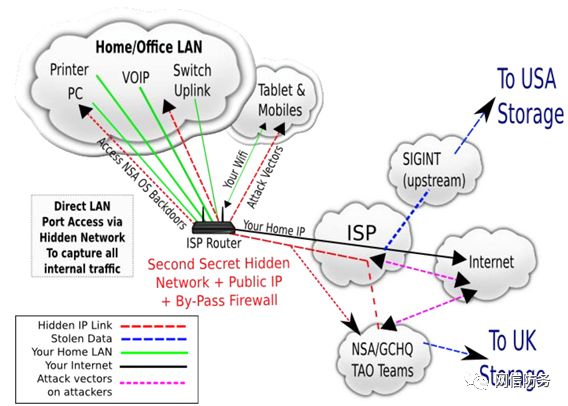 Home/Office LAN
Printer
PC
VOIP
Switch
Uplink
Tablet &
Mobiles
To USA
Storage
SIGINT
(upstream)
Access NSA OS Backdoors
Your Wifi
Attack Vectors
Direct LAN
Port Access via
Hidden Network
To capture all
internal traffic
ISP Router
Your Home IP
ISP
Internet
Second Secret Hidden
Network + Public IP
+ By-Pass Firewall
NSA/GCHQ
TAO Teams
To UK
Storage
Hidden IP Link
Stolen Data
Your Home LAN
Your Internet
Attack vectors
on attackers
网信防务